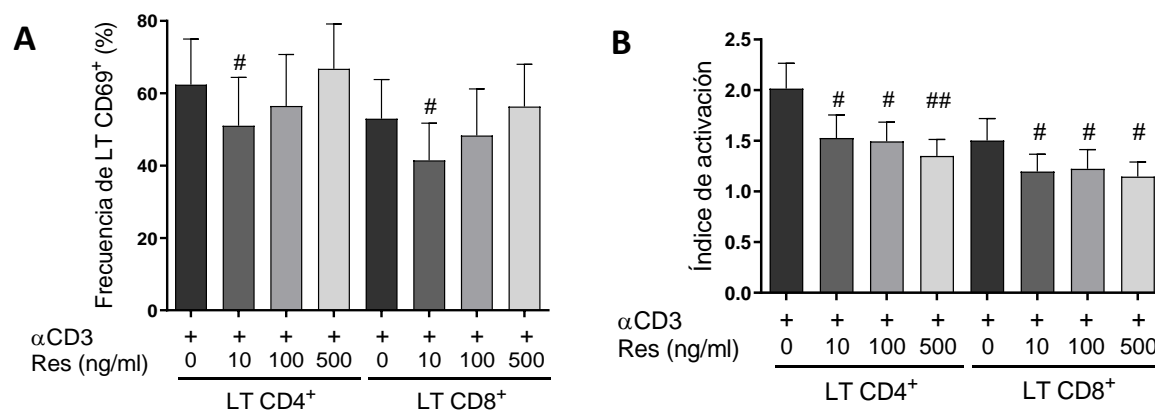 A
Frecuencia de LT CD69⁺ (%)
80
60
40
20
0
# #
αCD3 + + + + + + + +
Res (ng/ml) 0 10 100 500 0 10 100 500
LT CD4⁺ LT CD8⁺
B
Índice de activación
2.5
2.0
1.5
1.0
0.5
0.0
# # ## # # #
αCD3 + + + + + + + +
Res (ng/ml) 0 10 100 500 0 10 100 500
LT CD4⁺ LT CD8⁺